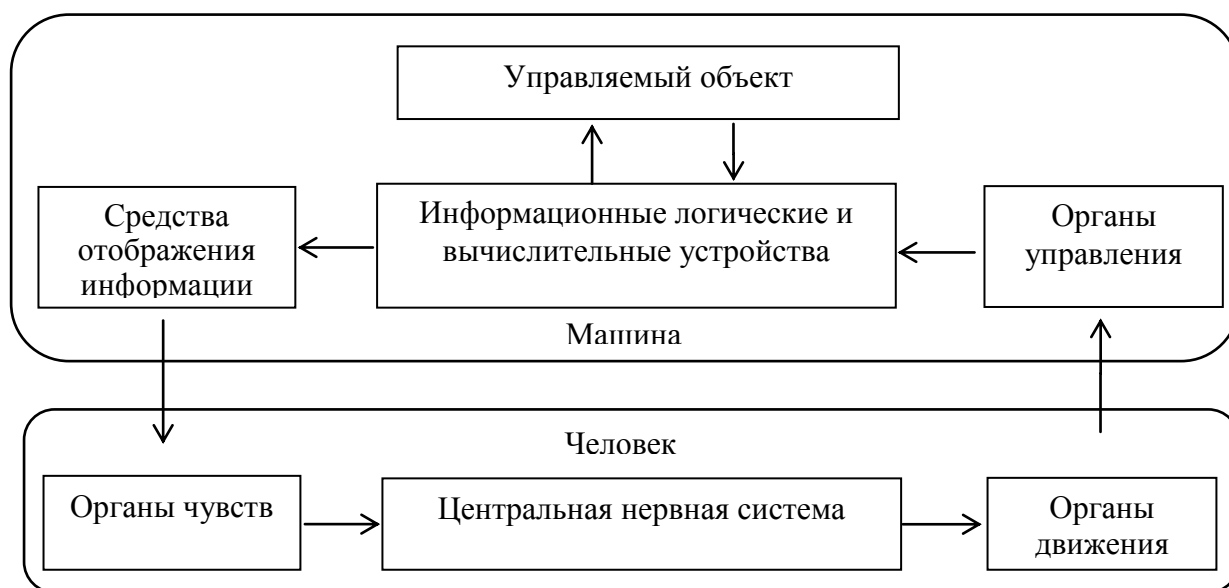 Управляемый объект
Средства
отображения
информации
Информационные логические и
вычислительные устройства
Органы
управления
Машина
Человек
Органы чувств
Центральная нервная система
Органы
движения